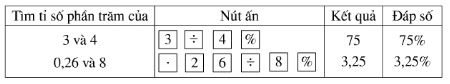 Tìm tỉ số phần trăm của Nút ấn Kết quả Đáp số
3 và 4 3 ÷ 4 % 75 75%
0,26 và 8 · 2 6 ÷ 8 % 3,25 3,25%